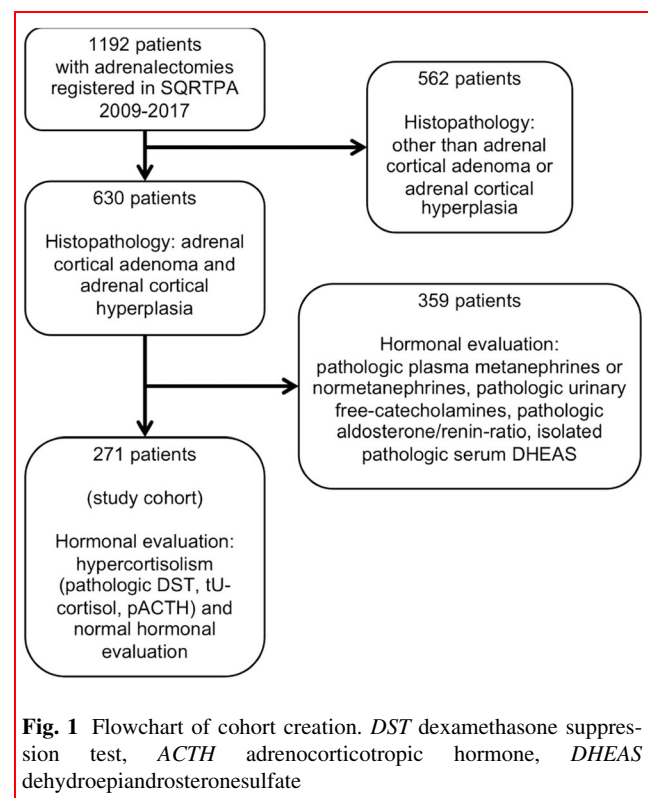 1192 patients
with adrenalectomies
registered in SQRTPA
2009-2017
562 patients
Histopathology:
other than adrenal
cortical adenoma or
adrenal cortical
hyperplasia
630 patients
Histopathology: adrenal
cortical adenoma and
adrenal cortical
hyperplasia
359 patients
Hormonal evaluation:
pathologic plasma metanephrines or
normetanephrines, pathologic urinary
free-catecholamines, pathologic
aldosterone/renin-ratio, isolated
pathologic serum DHEAS
271 patients
(study cohort)
Hormonal evaluation:
hypercortisolism
(pathologic DST, tU-
cortisol, pACTH) and
normal hormonal
evaluation
Fig. 1 Flowchart of cohort creation. DST dexamethasone suppres-
sion test, ACTH adrenocorticotropic hormone, DHEAS
dehydroepiandrosteronesulfate